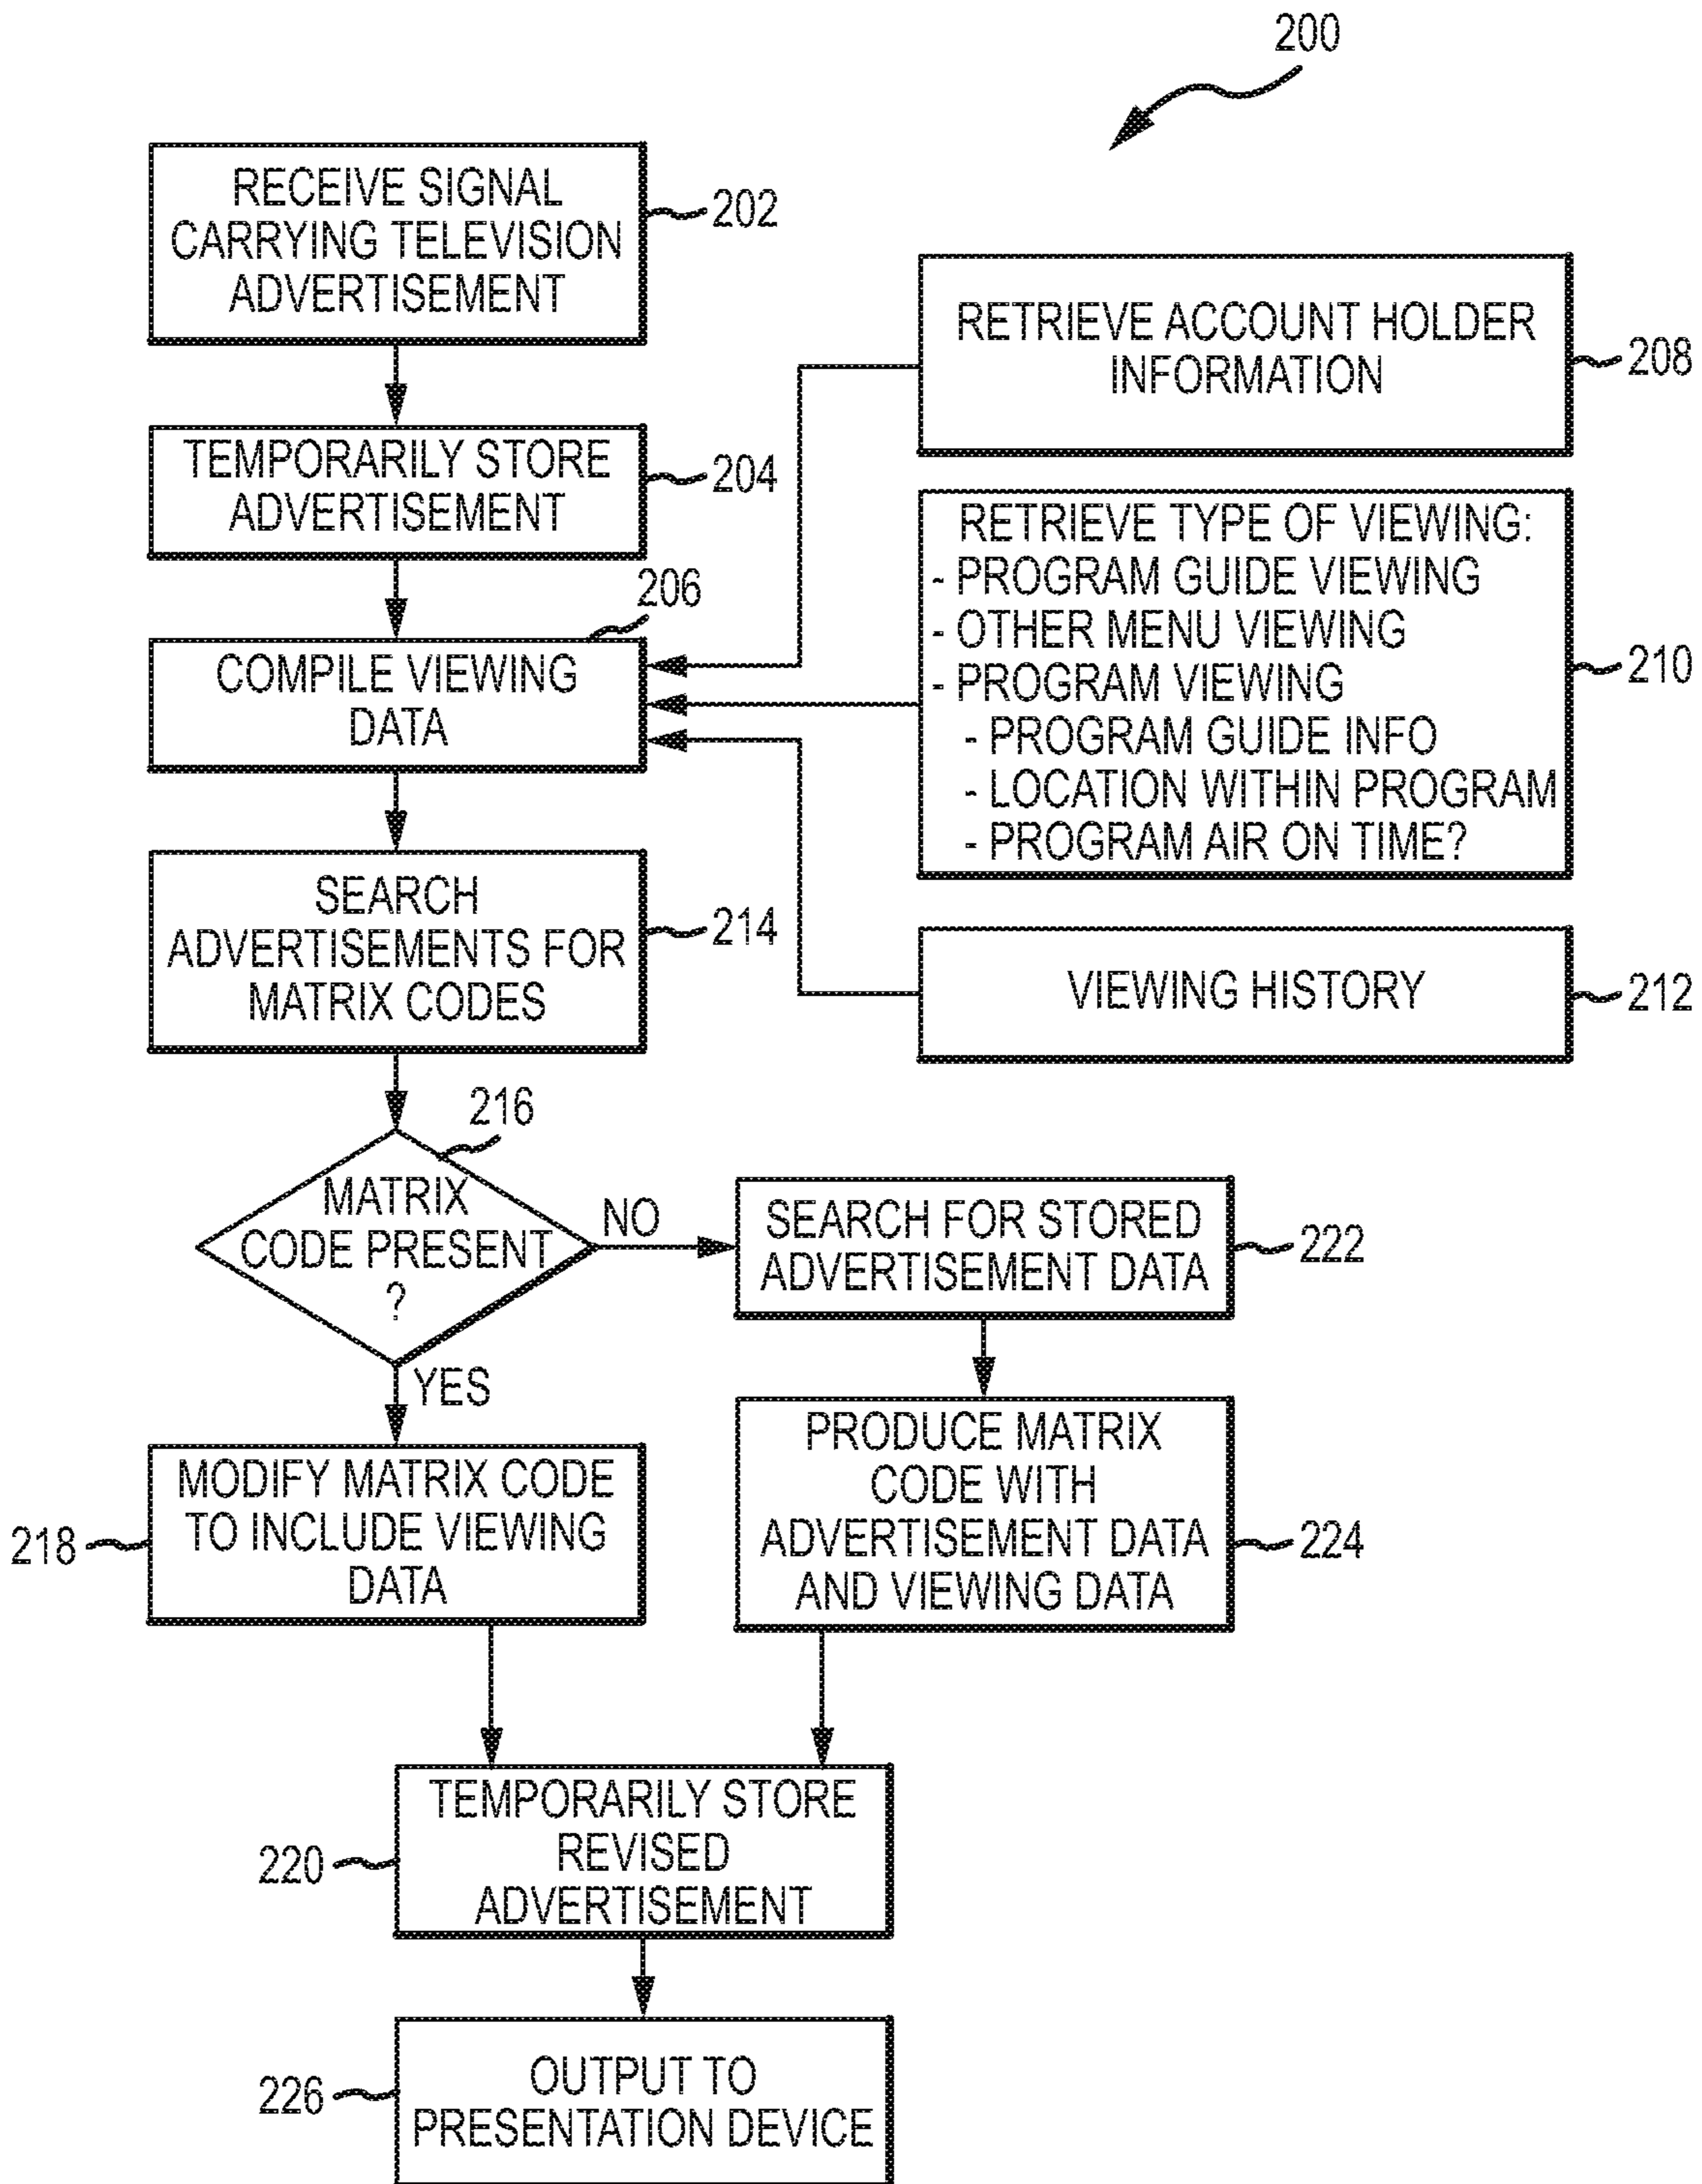 200
RECEIVE SIGNAL
CARRYING TELEVISION
ADVERTISEMENT
202
TEMPORARILY STORE
ADVERTISEMENT
204
206
COMPILE VIEWING
DATA
RETRIEVE ACCOUNT HOLDER
INFORMATION
208
RETRIEVE TYPE OF VIEWING:
- PROGRAM GUIDE VIEWING
- OTHER MENU VIEWING
- PROGRAM VIEWING
- PROGRAM GUIDE INFO
- LOCATION WITHIN PROGRAM
- PROGRAM AIR ON TIME?
210
VIEWING HISTORY
212
SEARCH
ADVERTISEMENTS FOR
MATRIX CODES
214
216
MATRIX
CODE PRESENT
?
NO
YES
SEARCH FOR STORED
ADVERTISEMENT DATA
222
PRODUCE MATRIX
CODE WITH
ADVERTISEMENT DATA
AND VIEWING DATA
224
MODIFY MATRIX CODE
TO INCLUDE VIEWING
DATA
218
TEMPORARILY STORE
REVISED
ADVERTISEMENT
220
OUTPUT TO
PRESENTATION DEVICE
226